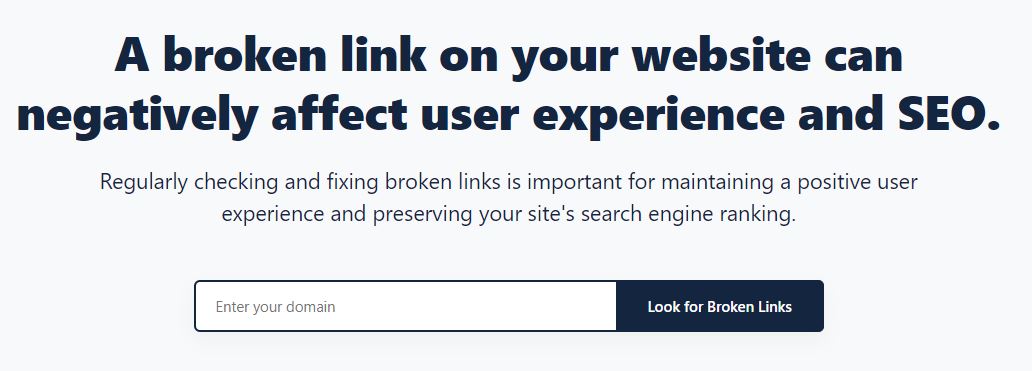 A broken link on your website can
negatively affect user experience and SEO.
Regularly checking and fixing broken links is important for maintaining a positive user
experience and preserving your site's search engine ranking.
Enter your domain
Look for Broken Links